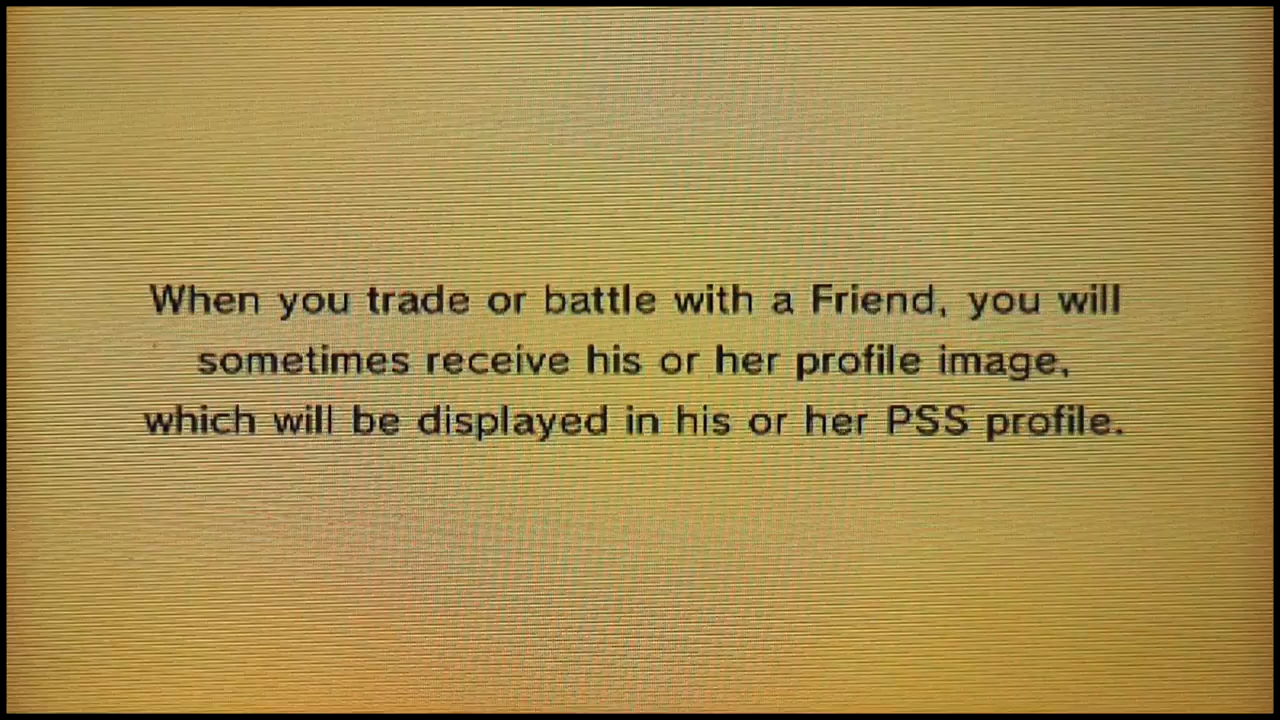 When you trade or battle with a Friend, you will
sometimes receive his or her profile image,
which will be displayed in his or her PSS profile.